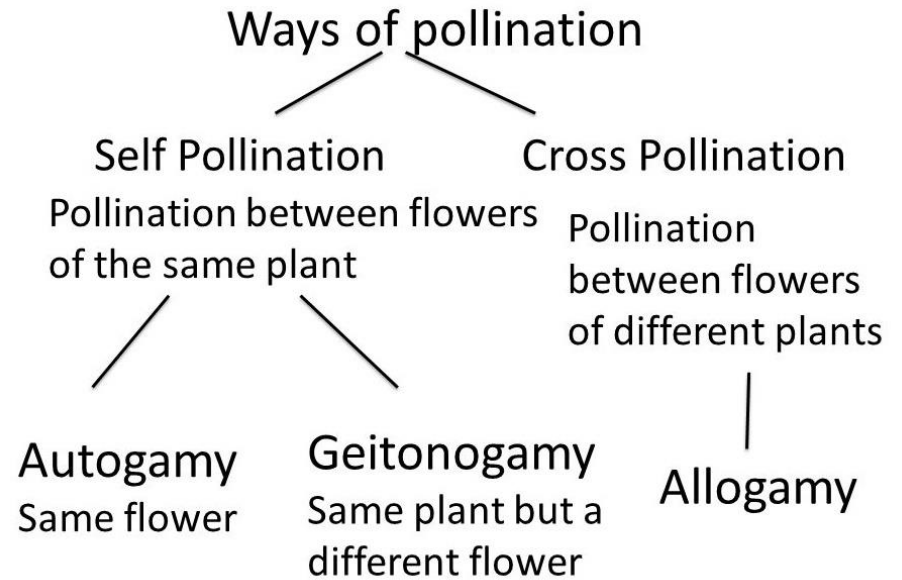 Ways of pollination
Self Pollination
Pollination between flowers
of the same plant
Cross Pollination
Pollination
between flowers
of different plants
Autogamy
Same flower
Geitonogamy
Same plant but a
different flower
Allogamy